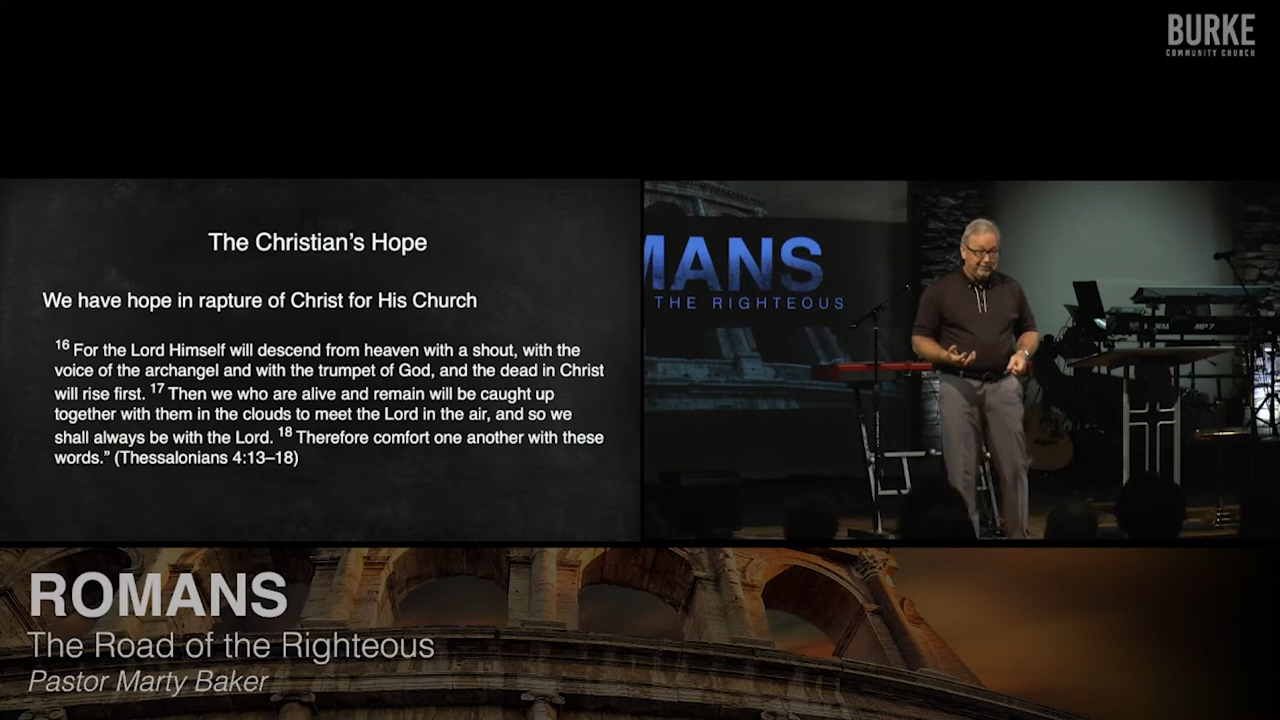 BURKE
COMMUNITY CHURCH
The Christian's Hope
We have hope in rapture of Christ for His Church
16 For the Lord Himself will descend from heaven with a shout, with the
voice of the archangel and with the trumpet of God, and the dead in Christ
will rise first. 17 Then we who are alive and remain will be caught up
together with them in the clouds to meet the Lord in the air, and so we
shall always be with the Lord. 18 Therefore comfort one another with these
words.” (Thessalonians 4:13–18)
MANS
THE RIGHTEOUS
MP7
ROMANS
The Road of the Righteous
Pastor Marty Baker